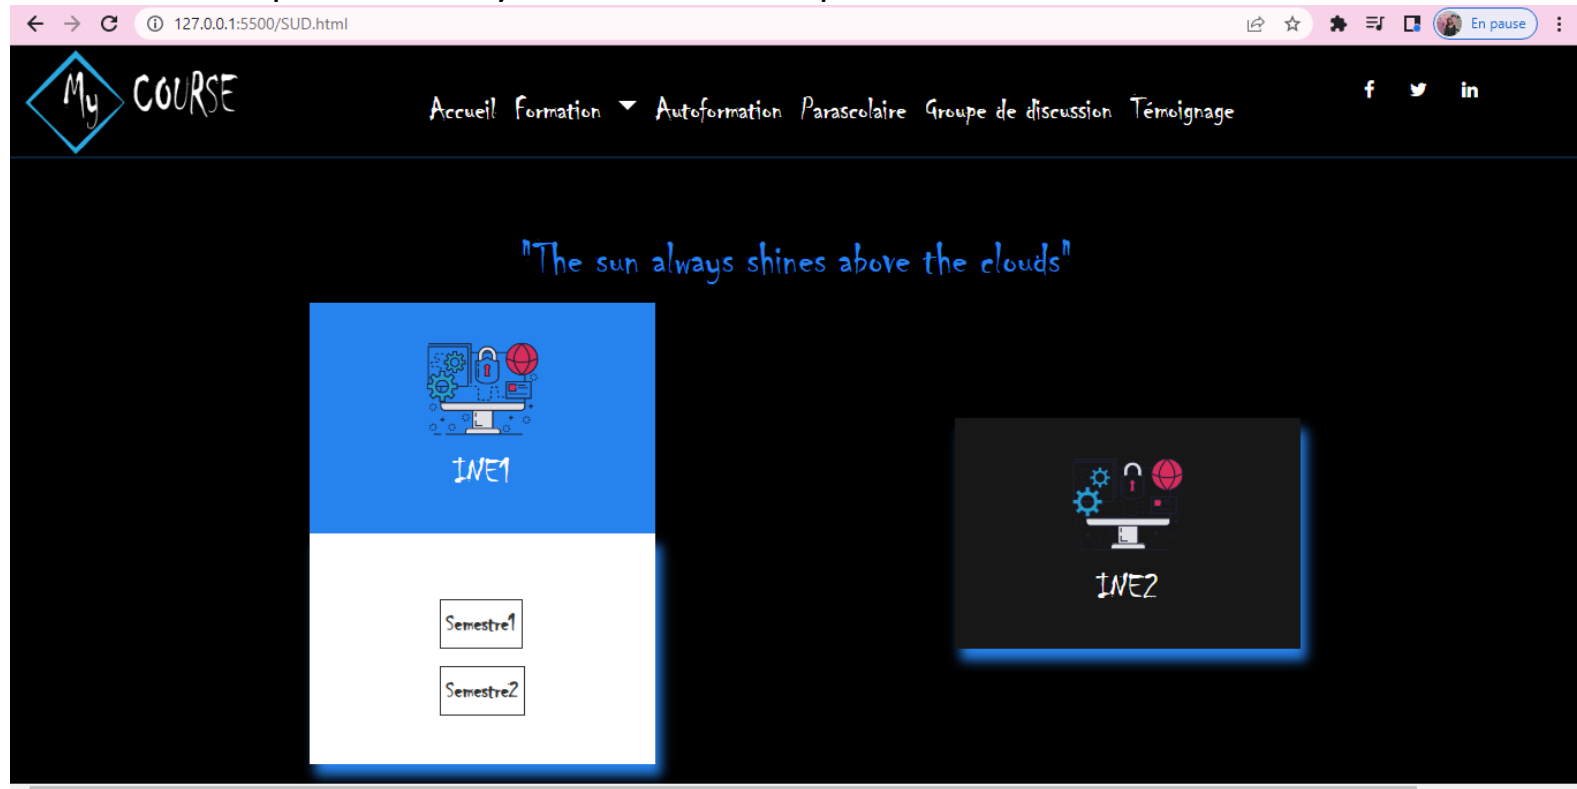 127.0.0.1:5500/SUD.html
En pause
My COURSE
Accueil Formation Autoformation Parascolaire Groupe de discussion Témoignage
f in
"The sun always shines above the clouds"
INE1
Semestre1
Semestre2
INE2